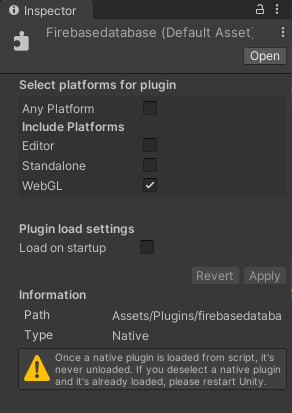 Inspector
Firebasedatabase (Default Asset)
Open
Select platforms for plugin
Any Platform
Include Platforms
Editor
Standalone
WebGL
Plugin load settings
Load on startup
Revert Apply
Information
Path Assets/Plugins/firebasedataba
Type Native
Once a native plugin is loaded from script, it's
never unloaded. If you deselect a native plugin
and it's already loaded, please restart Unity.